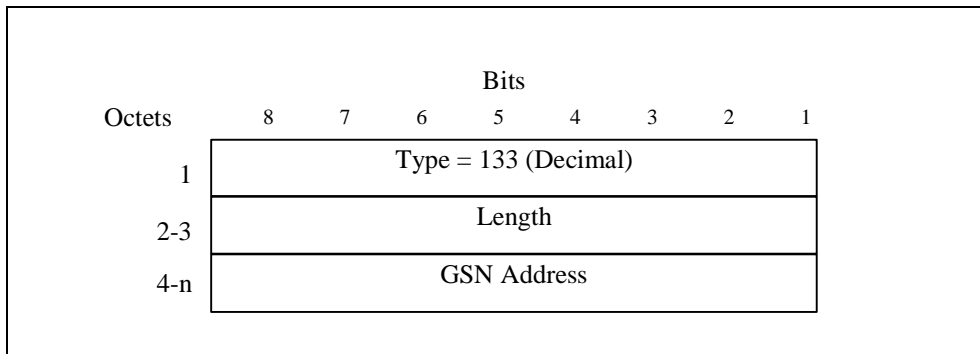 Bits
Octets 8 7 6 5 4 3 2 1
1 Type = 133 (Decimal)
2-3 Length
4-n GSN Address